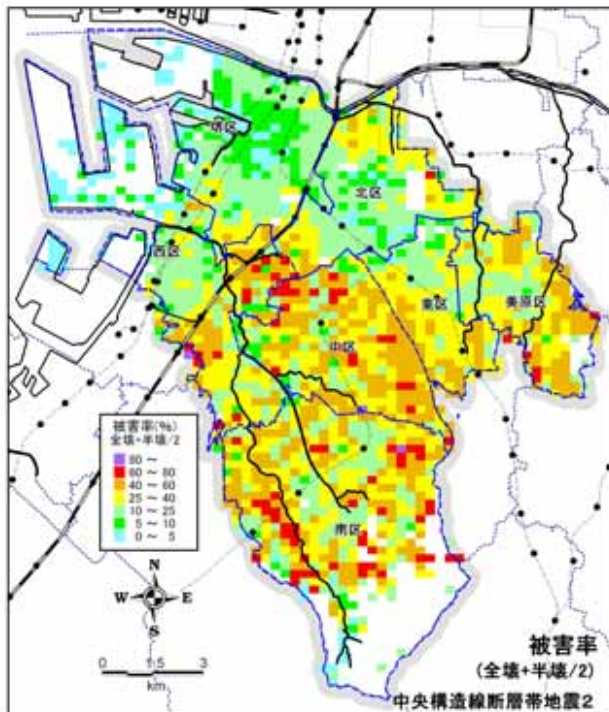 堺区
北区
西区
東区
美原区
中区
南区
被害率(%)
全壊+半壊/2
80 ～
60 ～ 80
40 ～ 60
25 ～ 40
10 ～ 25
5 ～ 10
0 ～ 5
N
W E
S
0 1.5 3
km
被害率
(全壊+半壊/2)
中央構造線断層帯地震2